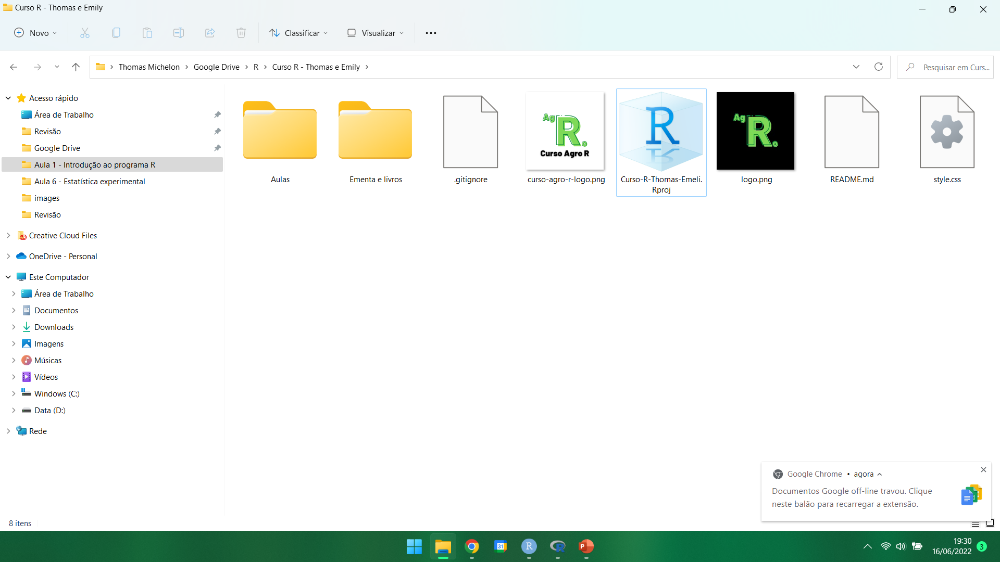 Curso R - Thomas e Emily
Novo
Classificar
Visualizar
Thomas Michelon
Google Drive
R
Curso R - Thomas e Emily
Pesquisar em Curs...
Acesso rápido
Área de Trabalho
Revisão
Google Drive
Aula 1 - Introdução ao programa R
Aula 6 - Estatística experimental
images
Revisão
Creative Cloud Files
OneDrive - Personal
Este Computador
Área de Trabalho
Documentos
Downloads
Imagens
Músicas
Vídeos
Windows (C:)
Data (D:)
Rede
Ag
R.
Curso Agro R
R
Ag
R.
Aulas
Ementa e livros
.gitignore
curso-agro-r-logo.png
Curso-R-Thomas-Emeli.
Rproj
logo.png
README.md
style.css
Google Chrome • agora
Documentos Google off-line travou. Clique
neste balão para recarregar a extensão.
8 itens
31
R
R
P
19:30
16/06/2022
3